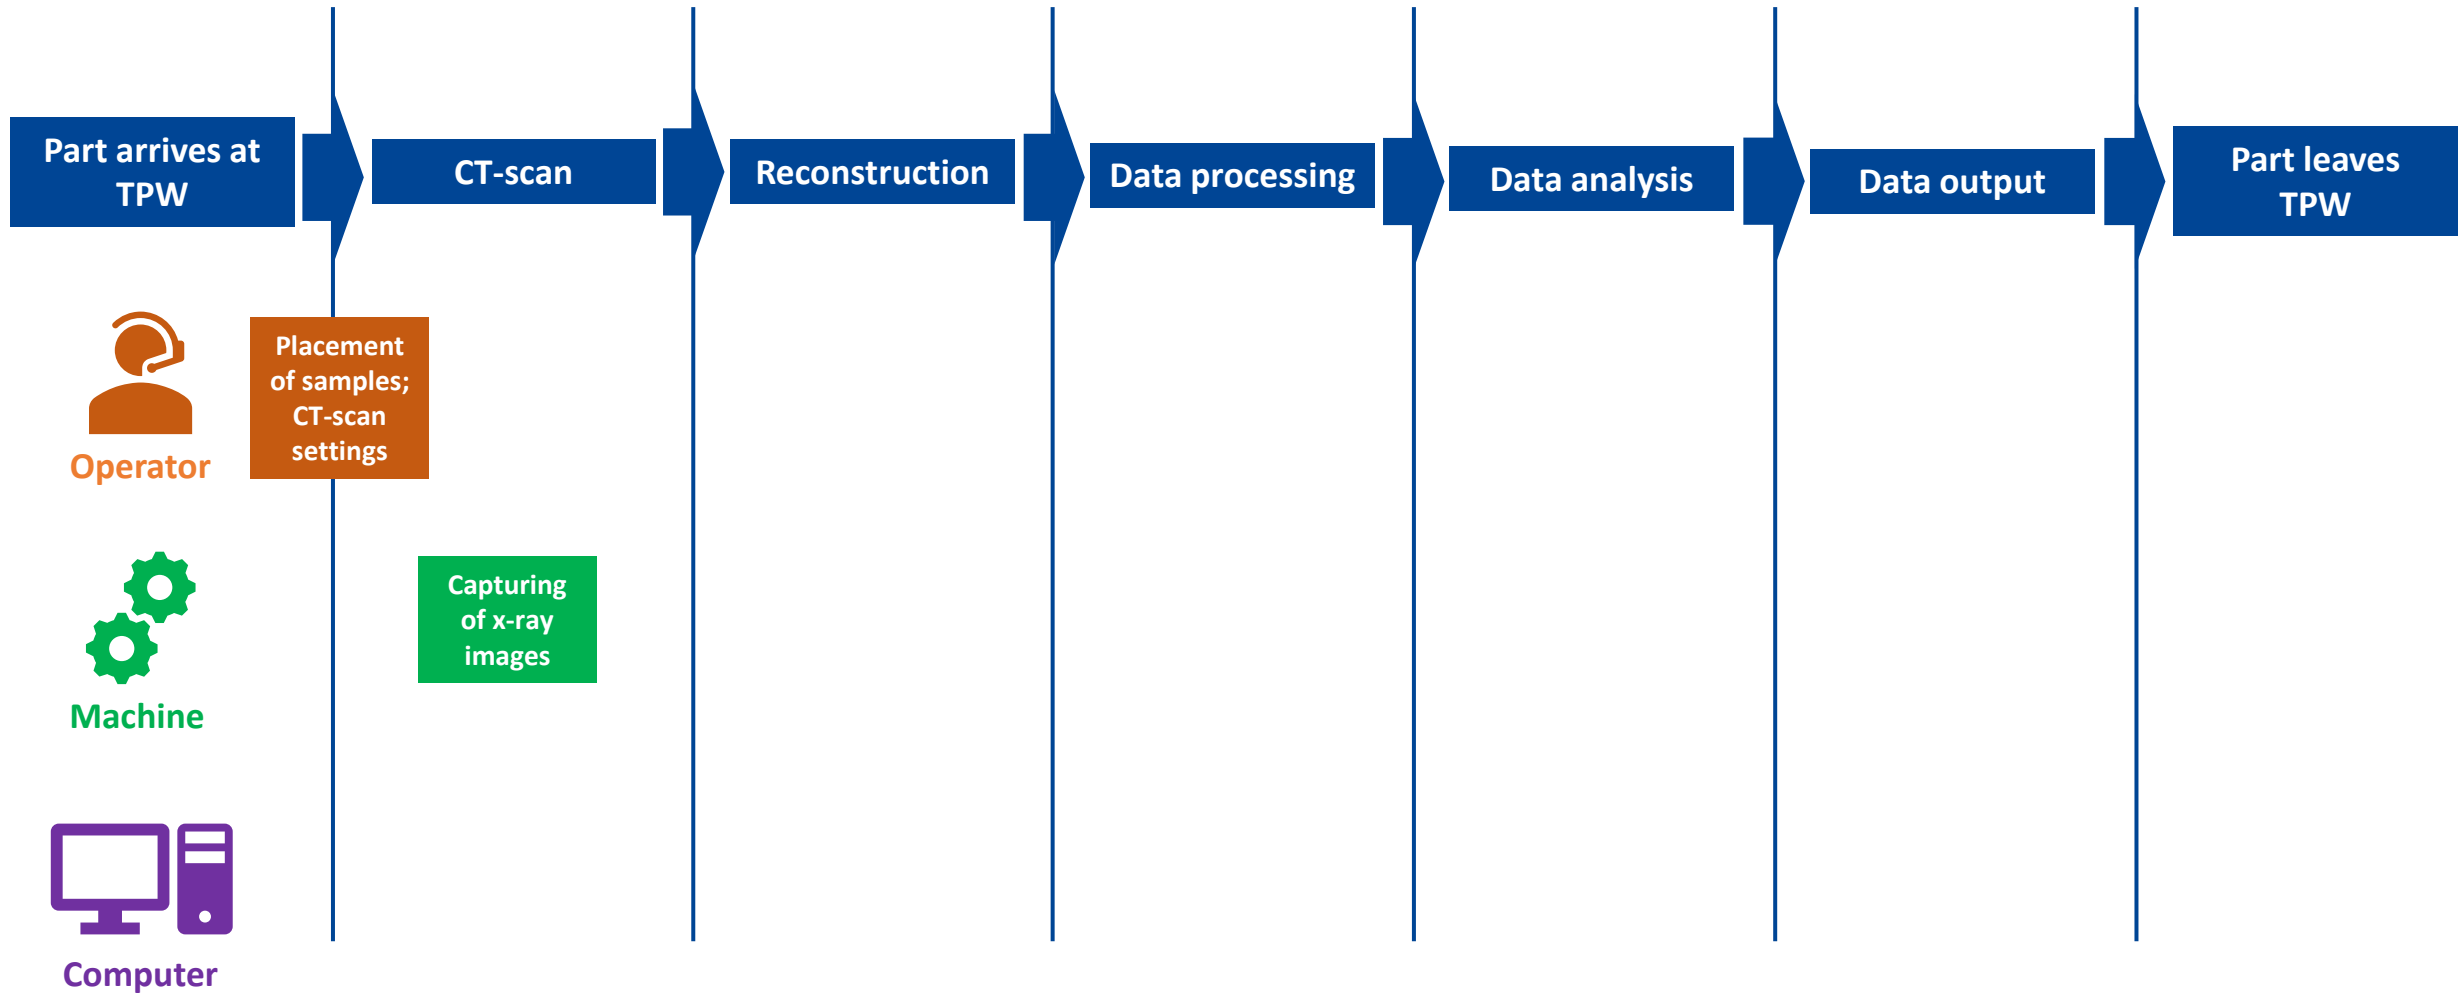 Part arrives at
TPW
CT-scan
Reconstruction
Data processing
Data analysis
Data output
Part leaves
TPW
Operator
Placement
of samples;
CT-scan
settings
Machine
Capturing
of x-ray
images
Computer